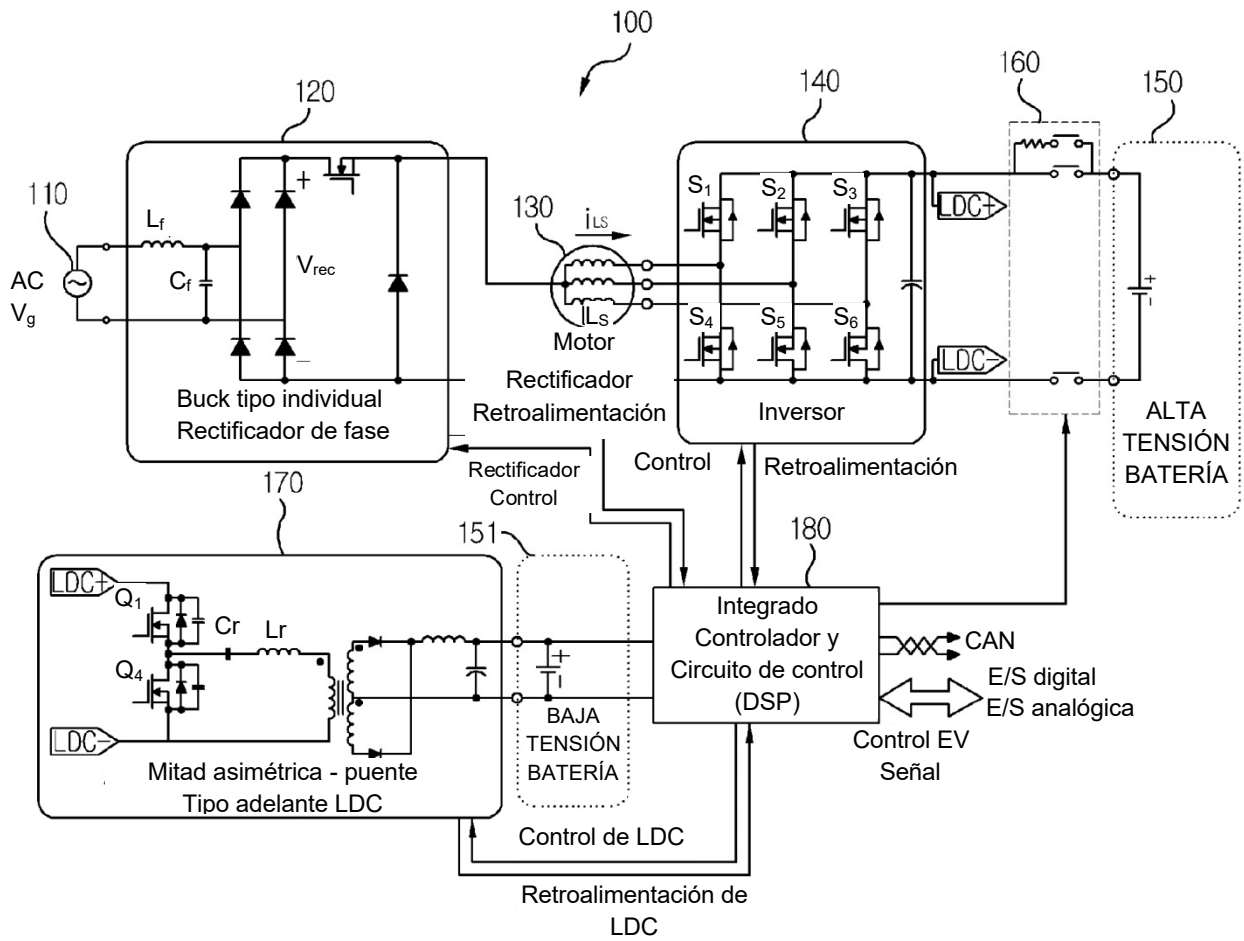 100
120
140
160
150
110
130
iLS
S1
S2
S3
LDC+
Lf
+
AC
Vg
Cf
Vrec
+
-
iLS
Motor
S4
S5
S6
LDC-
-
Rectificador
Retroalimentación
Buck tipo individual
Rectificador de fase
Inversor
ALTA
TENSIÓN
BATERÍA
Rectificador
Control
Control
Retroalimentación
170
151
180
LDC+
Q1
Cr
Lr
Q4
LDC-
+
-
BAJA
TENSIÓN
BATERÍA
Integrado
Controlador y
Circuito de control
(DSP)
CAN
E/S digital
E/S analógica
Control EV
Señal
Mitad asimétrica - puente
Tipo adelante LDC
Control de LDC
Retroalimentación de
LDC